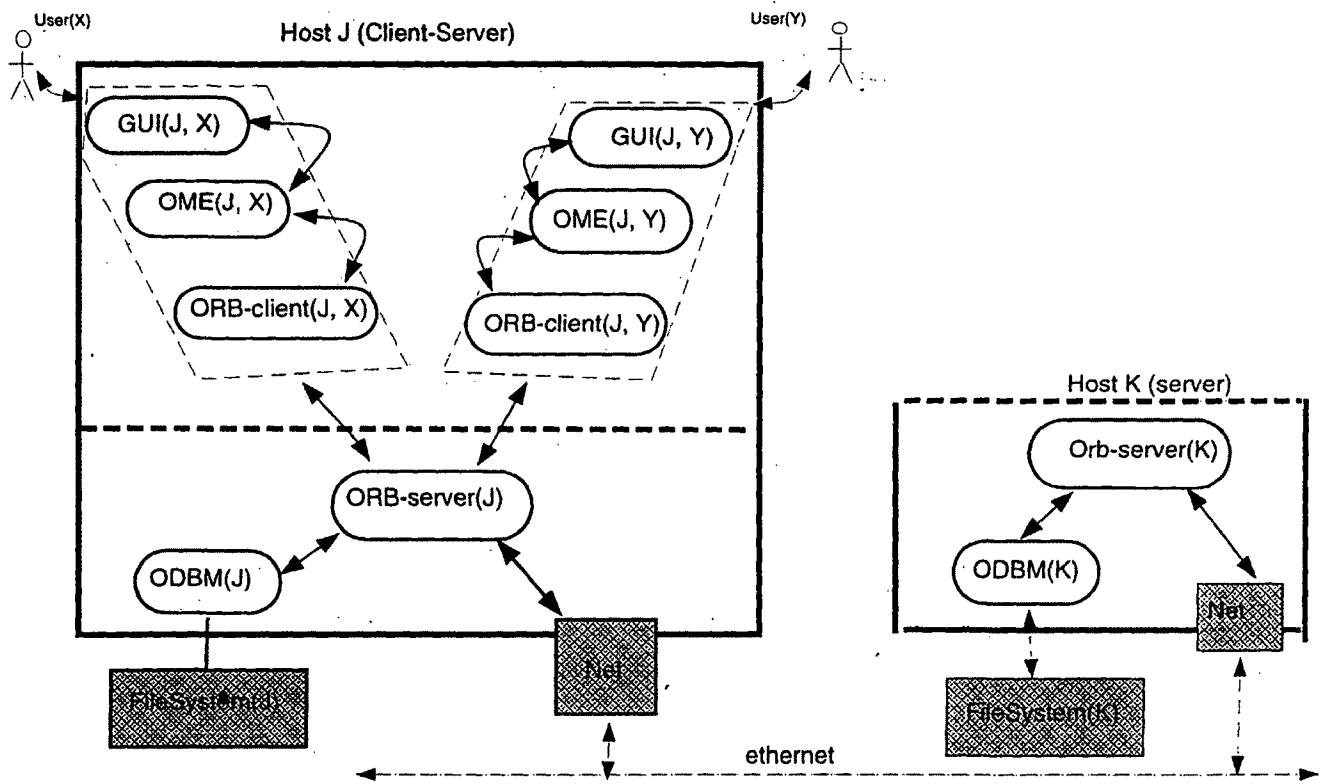 User(X)
User(Y)
Host J (Client-Server)
GUI(J, X)
GUI(J, Y)
OME(J, X)
OME(J, Y)
ORB-client(J, X)
ORB-client(J, Y)
Host K (server)
Orb-server(K)
ORB-server(J)
ODBM(J)
ODBM(K)
Net
FileSystem(J)
Net
FileSystem(K)
ethernet